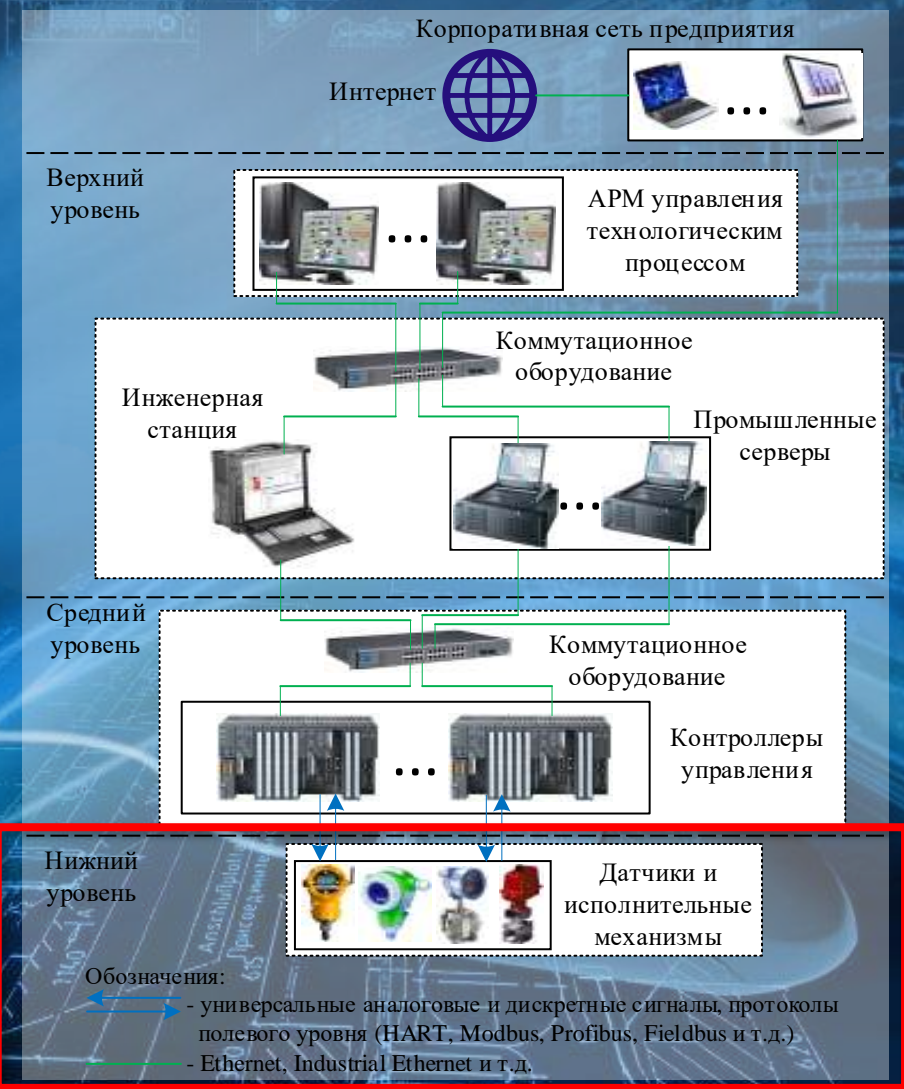 Корпоративная сеть предприятия
Интернет
Верхний
уровень
АРМ управления
технологическим
процессом
Коммутационное
оборудование
Инженерная
станция
Промышленные
серверы
Средний
уровень
Коммутационное
оборудование
Контроллеры
управления
Нижний
уровень
Датчики и
исполнительные
механизмы
Обозначения:
- универсальные аналоговые и дискретные сигналы, протоколы
полевого уровня (HART, Modbus, Profibus, Fieldbus и т.д.)
- Ethernet, Industrial Ethernet и т.д.